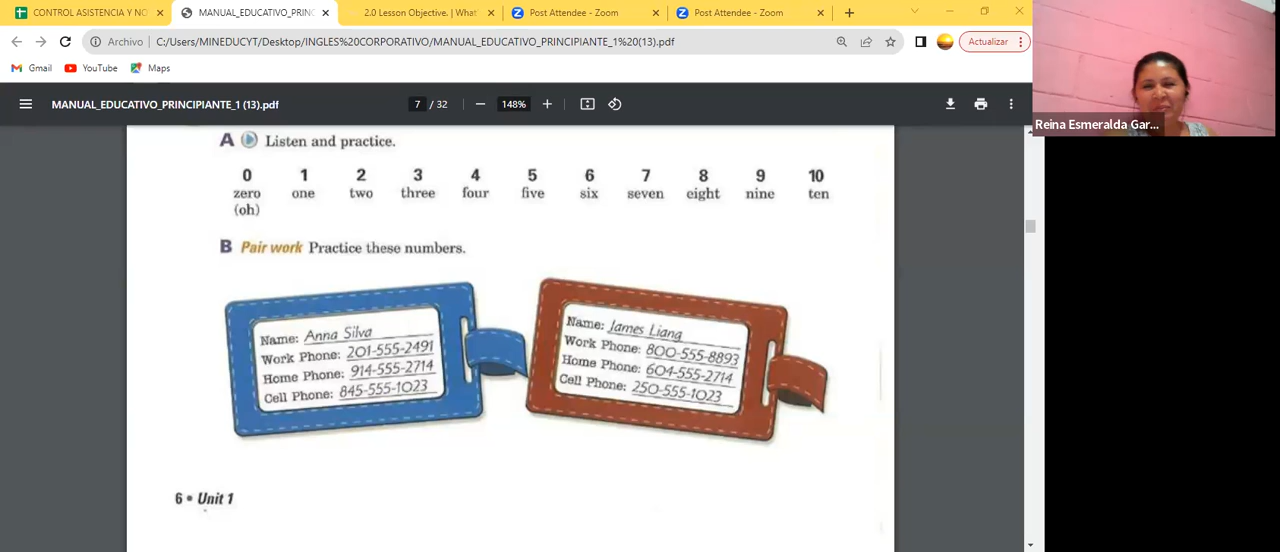 CONTROL ASISTENCIA Y NO
MANUAL_EDUCATIVO_PRINC
2.0 Lesson Objective. | What
Post Attendee - Zoom
Post Attendee - Zoom
Archivo
C:/Users/MINEDUCYT/Desktop/INGLES%20CORPORATIVO/MANUAL_EDUCATIVO_PRINCIPIANTE_1%20(13).pdf
Actualizar
Gmail
YouTube
Maps
MANUAL_EDUCATIVO_PRINCIPIANTE_1 (13).pdf
7 / 32
148%
Reina Esmeralda Gar...
A Listen and practice.
0 1 2 3 4 5 6 7 8 9 10
zero one two three four five six seven eight nine ten
(oh)
B Pair work Practice these numbers.
Name: Anna Silva
Work Phone: 201-555-2491
Home Phone: 914-555-2714
Cell Phone: 845-555-1023
Name: James Liang
Work Phone: 800-555-8893
Home Phone: 604-555-2714
Cell Phone: 250-555-1023
6 • Unit 1